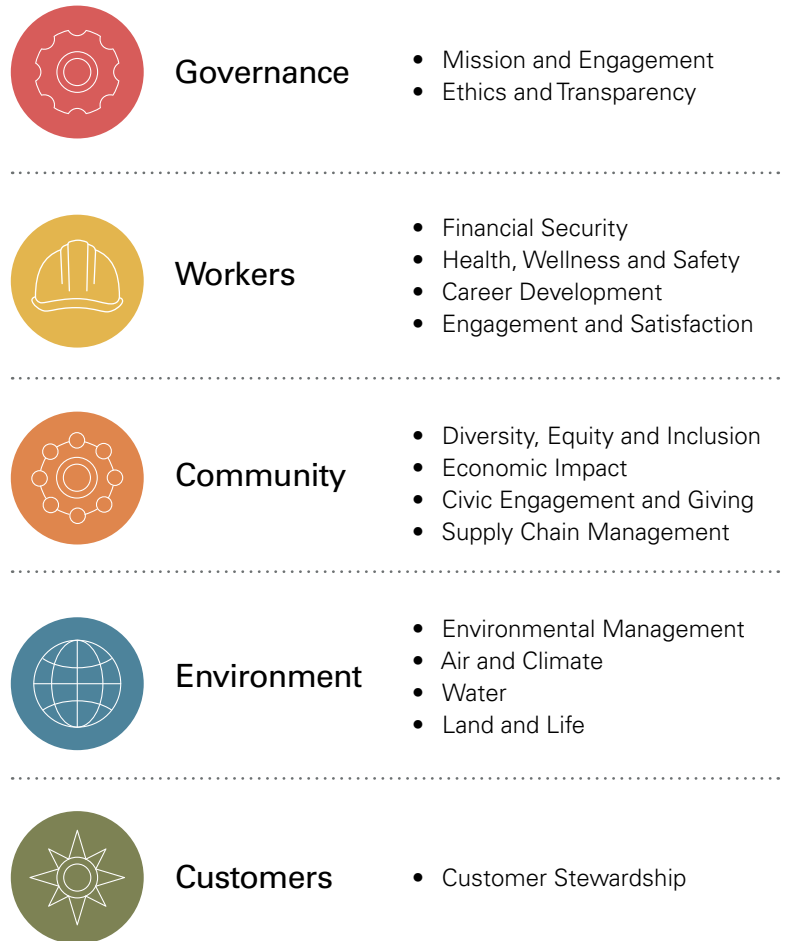 Governance
• Mission and Engagement
• Ethics and Transparency
Workers
• Financial Security
• Health, Wellness and Safety
• Career Development
• Engagement and Satisfaction
Community
• Diversity, Equity and Inclusion
• Economic Impact
• Civic Engagement and Giving
• Supply Chain Management
Environment
• Environmental Management
• Air and Climate
• Water
• Land and Life
Customers
• Customer Stewardship